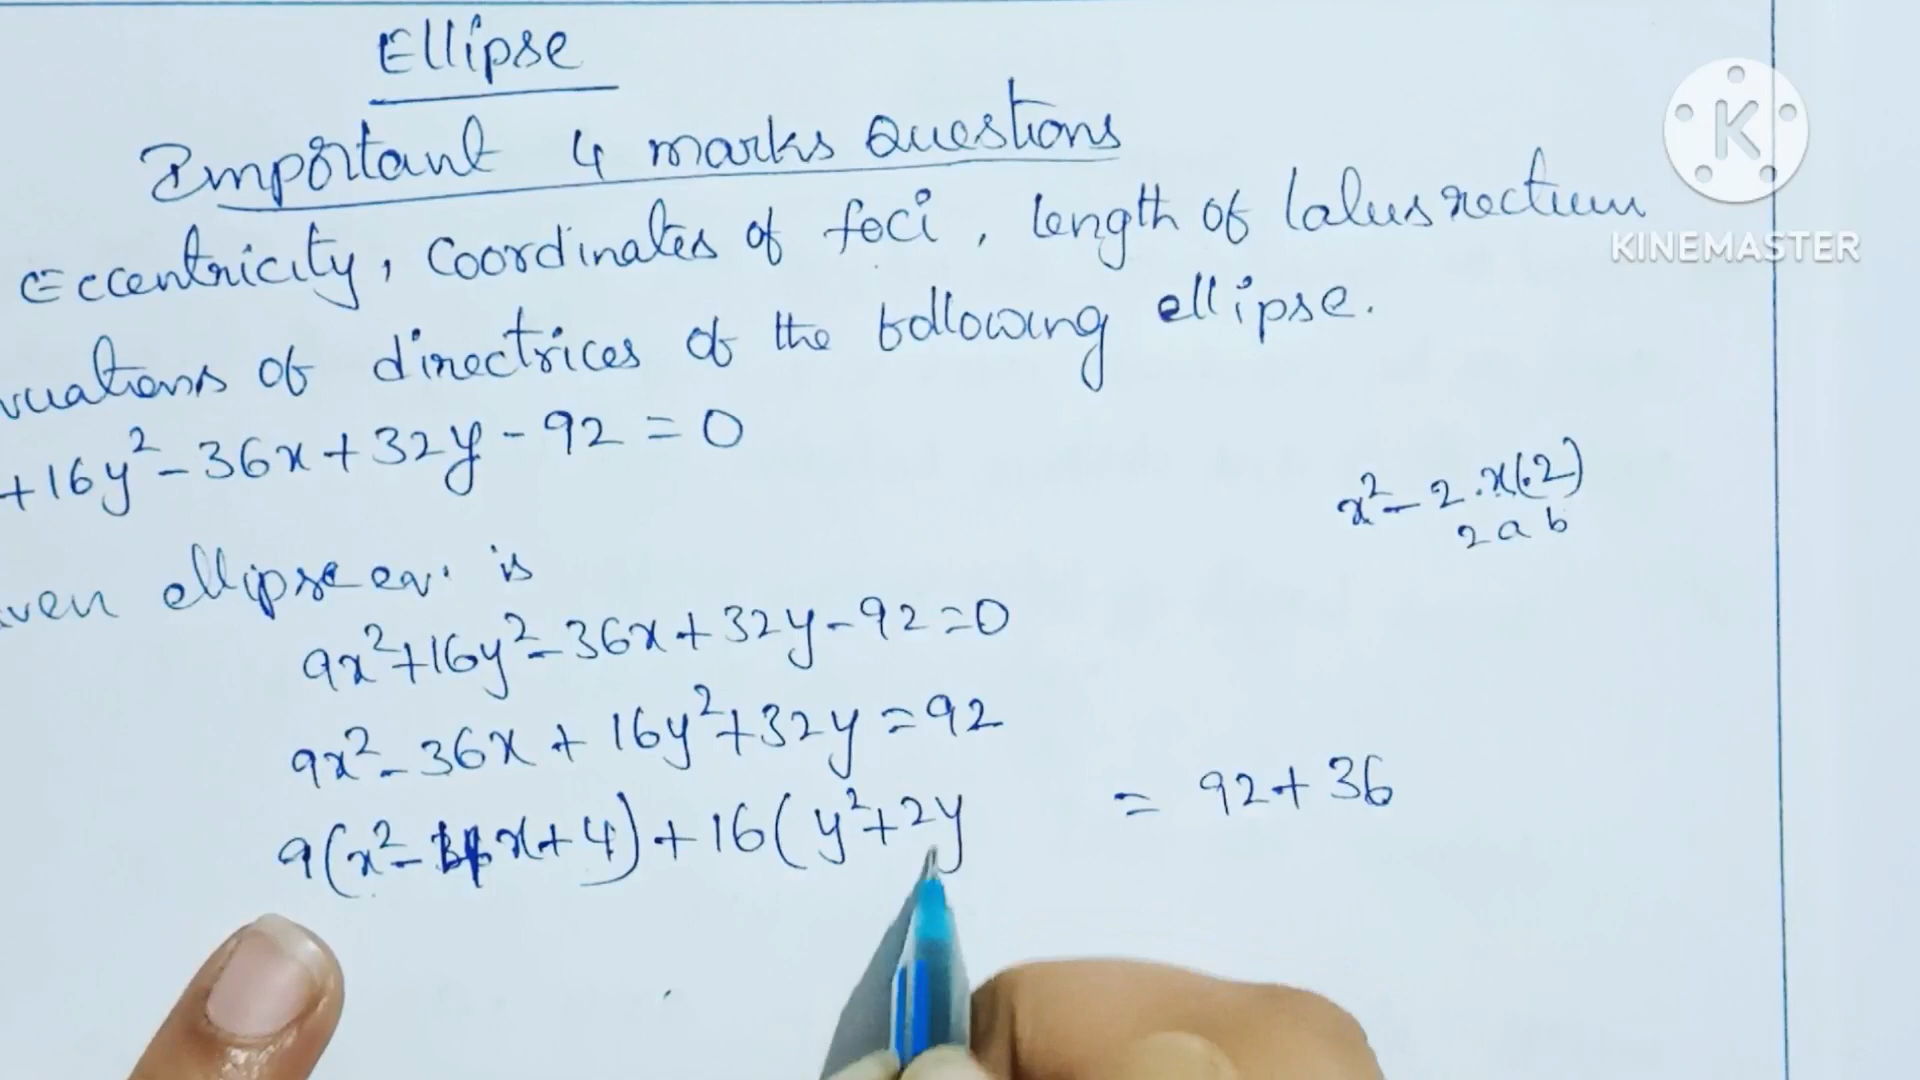 Ellipse
Important 4 marks Questions
Eccentricity, Coordinates of foci, length of latus rectum
uations of directrices of the following ellipse.
+16y²-36x+32y-92=0
x²-2.x(.2)
2 a b
ven ellipse eq. is
9x²+16y²-36x+32y-92=0
9x²-36x+16y²+32y=92
9(x²-4x+4)+16(y²+2y = 92+36
K
KINEMASTER